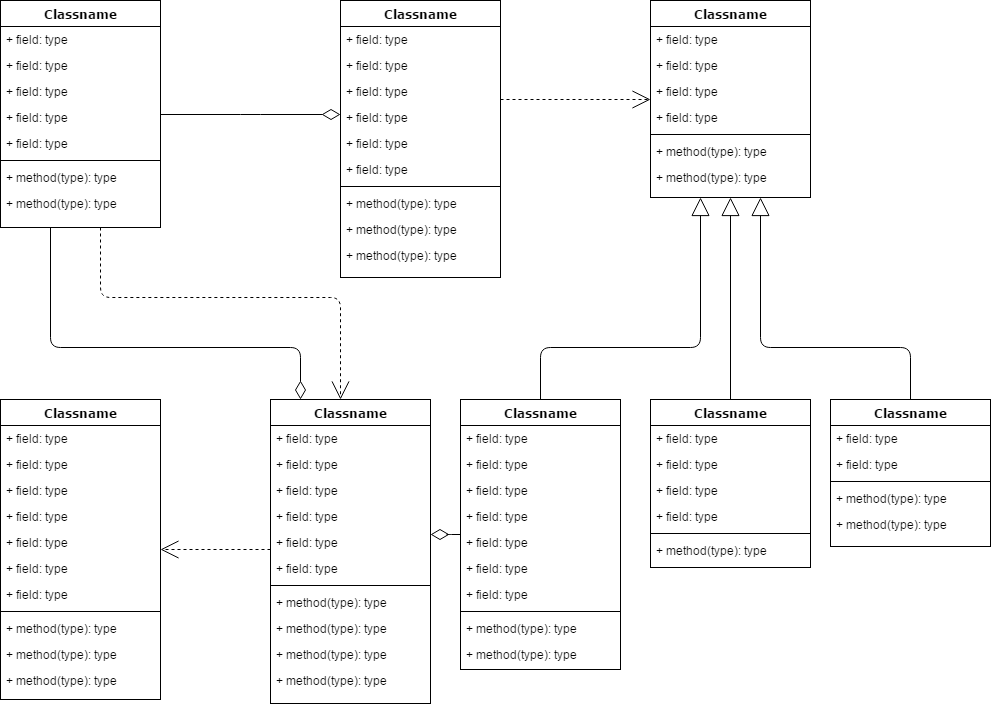 Classname
+ field: type
+ field: type
+ field: type
+ field: type
+ field: type
+ method(type): type
+ method(type): type
Classname
+ field: type
+ field: type
+ field: type
+ field: type
+ field: type
+ field: type
+ method(type): type
+ method(type): type
+ method(type): type
Classname
+ field: type
+ field: type
+ field: type
+ field: type
+ method(type): type
+ method(type): type
Classname
+ field: type
+ field: type
+ field: type
+ field: type
+ field: type
+ field: type
+ field: type
+ method(type): type
+ method(type): type
+ method(type): type
Classname
+ field: type
+ field: type
+ field: type
+ field: type
+ field: type
+ field: type
+ method(type): type
+ method(type): type
+ method(type): type
+ method(type): type
Classname
+ field: type
+ field: type
+ field: type
+ field: type
+ field: type
+ field: type
+ field: type
+ method(type): type
+ method(type): type
Classname
+ field: type
+ field: type
+ field: type
+ field: type
+ method(type): type
Classname
+ field: type
+ field: type
+ method(type): type
+ method(type): type